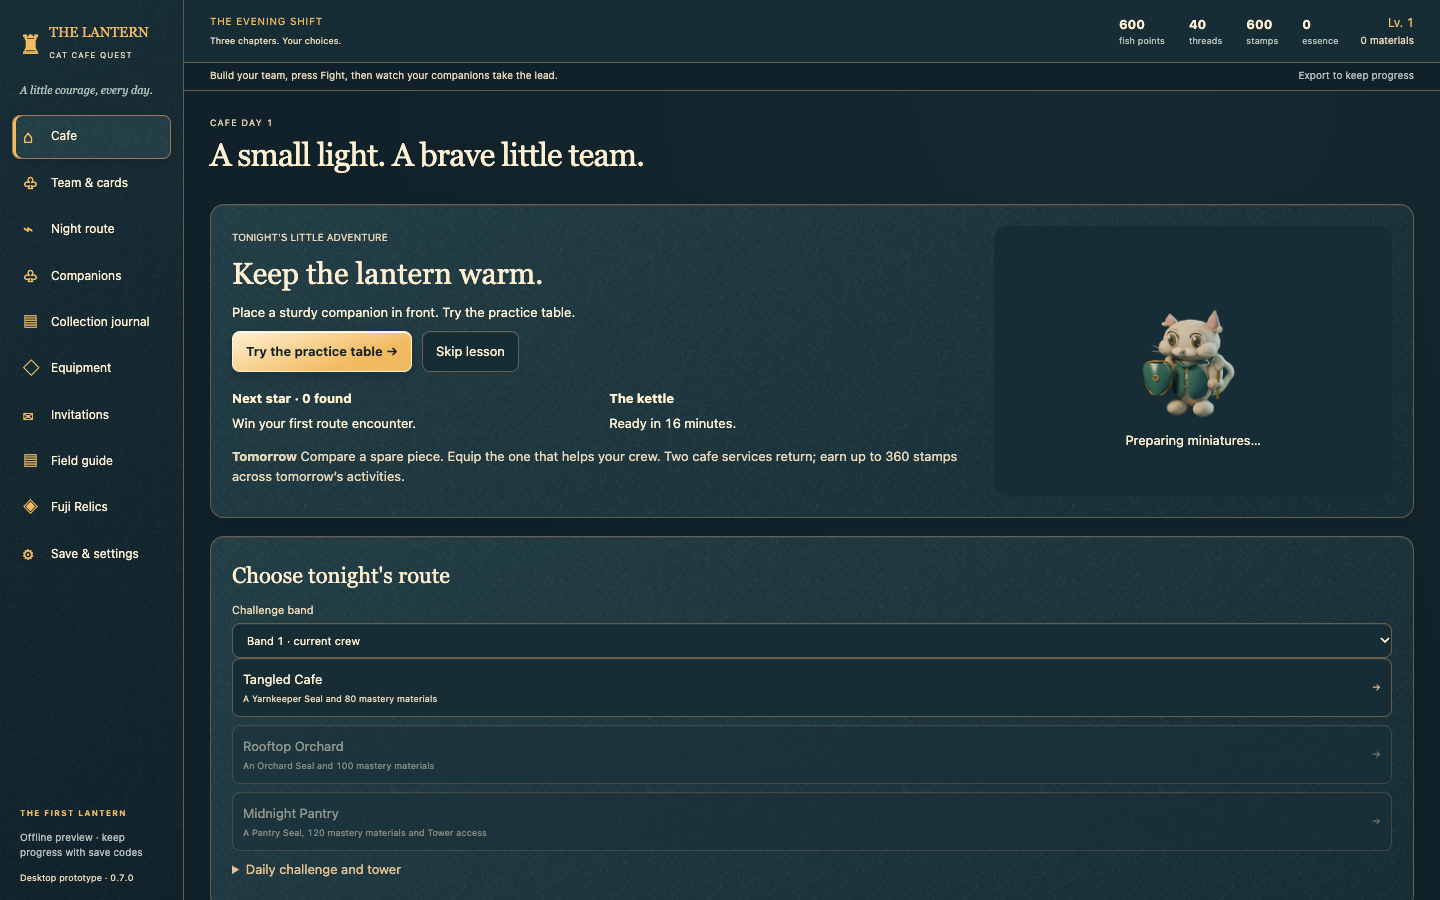 THE LANTERN
CAT CAFE QUEST
A little courage, every day.
Cafe
Team & cards
Night route
Companions
Collection journal
Equipment
Invitations
Field guide
Fuji Relics
Save & settings
THE FIRST LANTERN
Offline preview · keep
progress with save codes
Desktop prototype · 0.7.0
THE EVENING SHIFT
Three chapters. Your choices.
600
fish points
40
threads
600
stamps
0
essence
Lv. 1
0 materials
Build your team, press Fight, then watch your companions take the lead.
Export to keep progress
CAFE DAY 1
A small light. A brave little team.
TONIGHT'S LITTLE ADVENTURE
Keep the lantern warm.
Place a sturdy companion in front. Try the practice table.
Try the practice table →
Skip lesson
Next star · 0 found
Win your first route encounter.
The kettle
Ready in 16 minutes.
Tomorrow Compare a spare piece. Equip the one that helps your crew. Two cafe services return; earn up to 360 stamps
across tomorrow's activities.
Preparing miniatures…
Choose tonight's route
Challenge band
Band 1 · current crew
Tangled Cafe
A Yarnkeeper Seal and 80 mastery materials
→
Rooftop Orchard
An Orchard Seal and 100 mastery materials
→
Midnight Pantry
A Pantry Seal, 120 mastery materials and Tower access
→
Daily challenge and tower